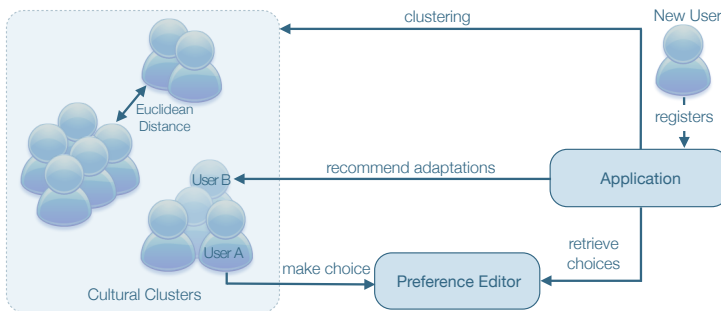 clustering
New User
Euclidean
Distance
registers
recommend adaptations
Application
User B
User A
retrieve
choices
make choice
Preference Editor
Cultural Clusters